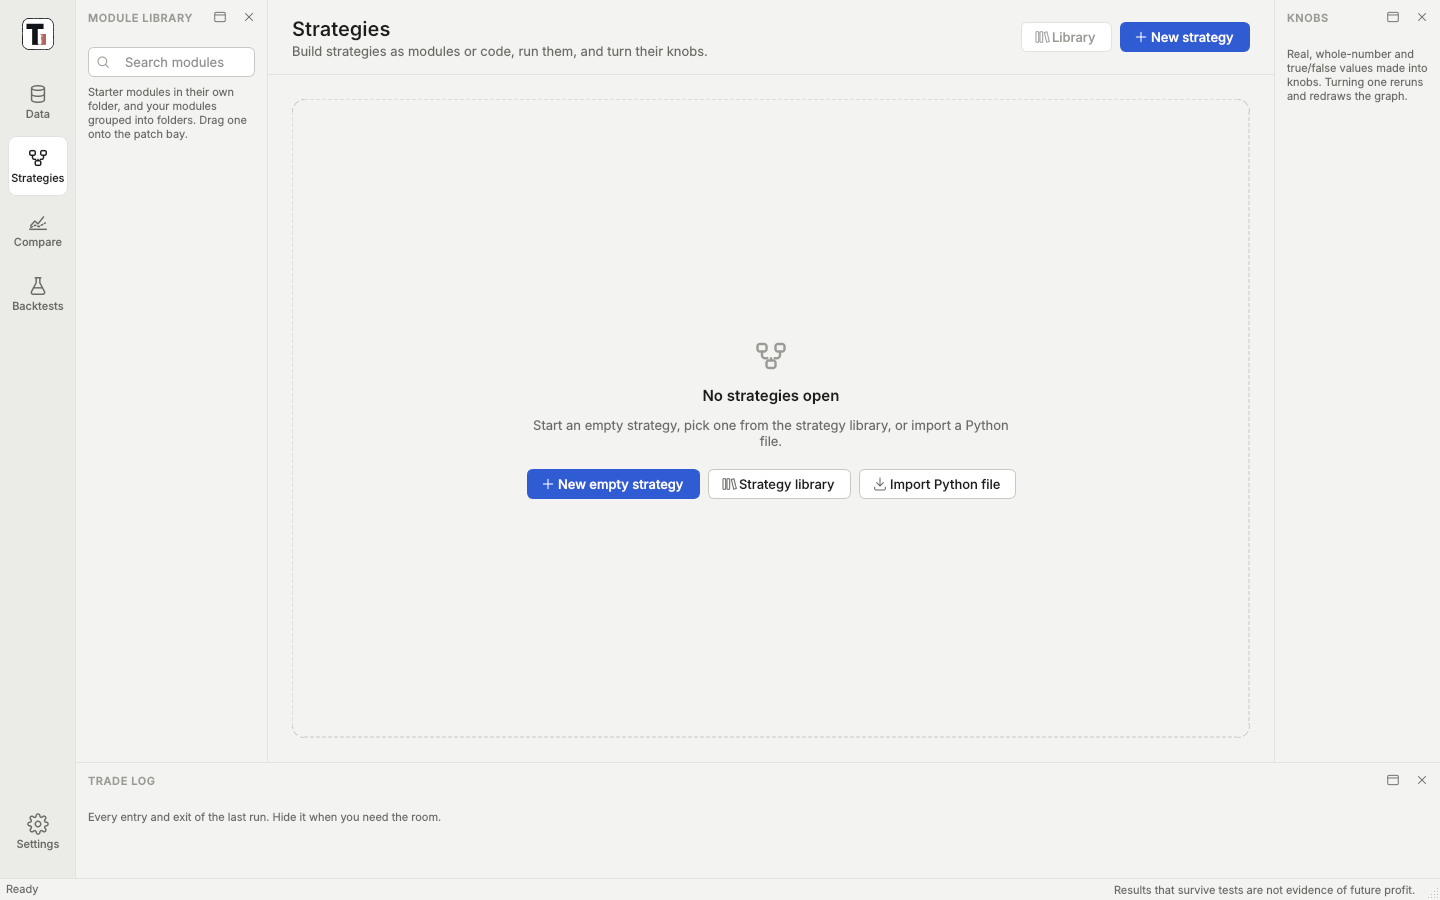 MODULE LIBRARY
Search modules
Starter modules in their own
folder, and your modules
grouped into folders. Drag one
onto the patch bay.
Data
Strategies
Compare
Backtests
Settings
Strategies
Build strategies as modules or code, run them, and turn their knobs.
Library
New strategy
No strategies open
Start an empty strategy, pick one from the strategy library, or import a Python
file.
New empty strategy
Strategy library
Import Python file
KNOBS
Real, whole-number and
true/false values made into
knobs. Turning one reruns
and redraws the graph.
TRADE LOG
Every entry and exit of the last run. Hide it when you need the room.
Ready
Results that survive tests are not evidence of future profit.